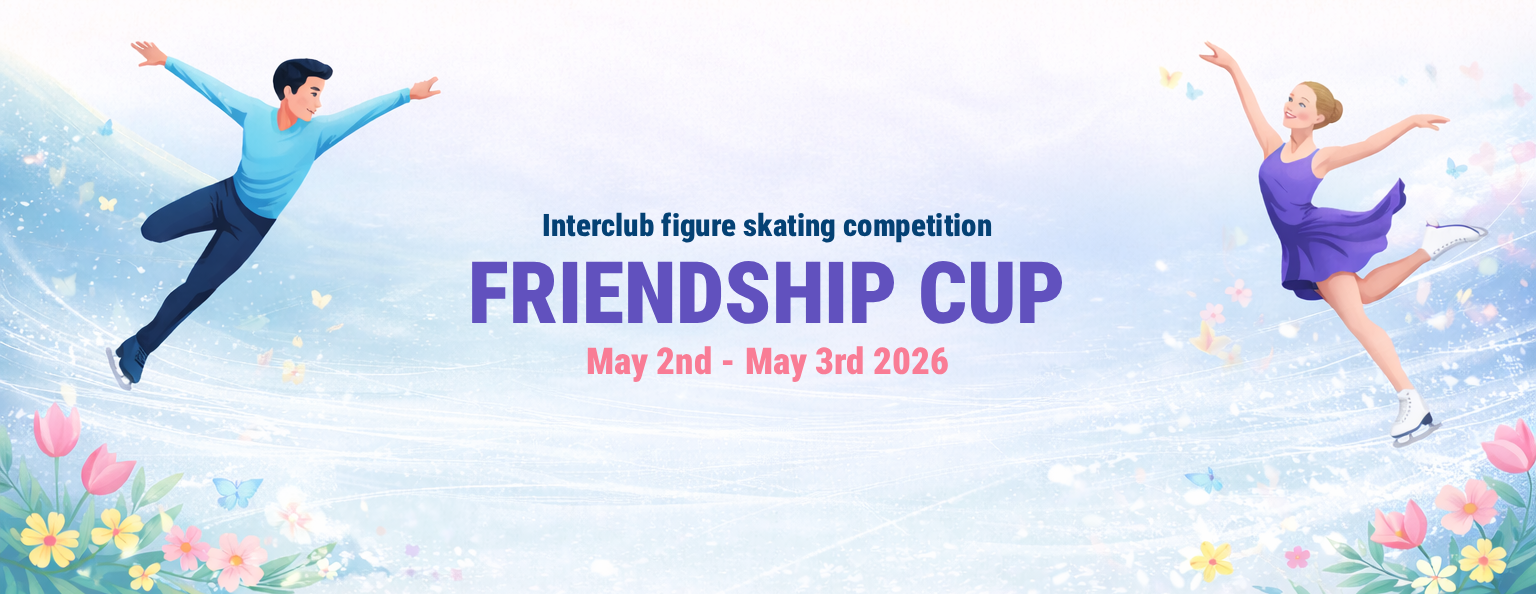 Interclub figure skating competition
FRIENDSHIP CUP
May 2nd - May 3rd 2026